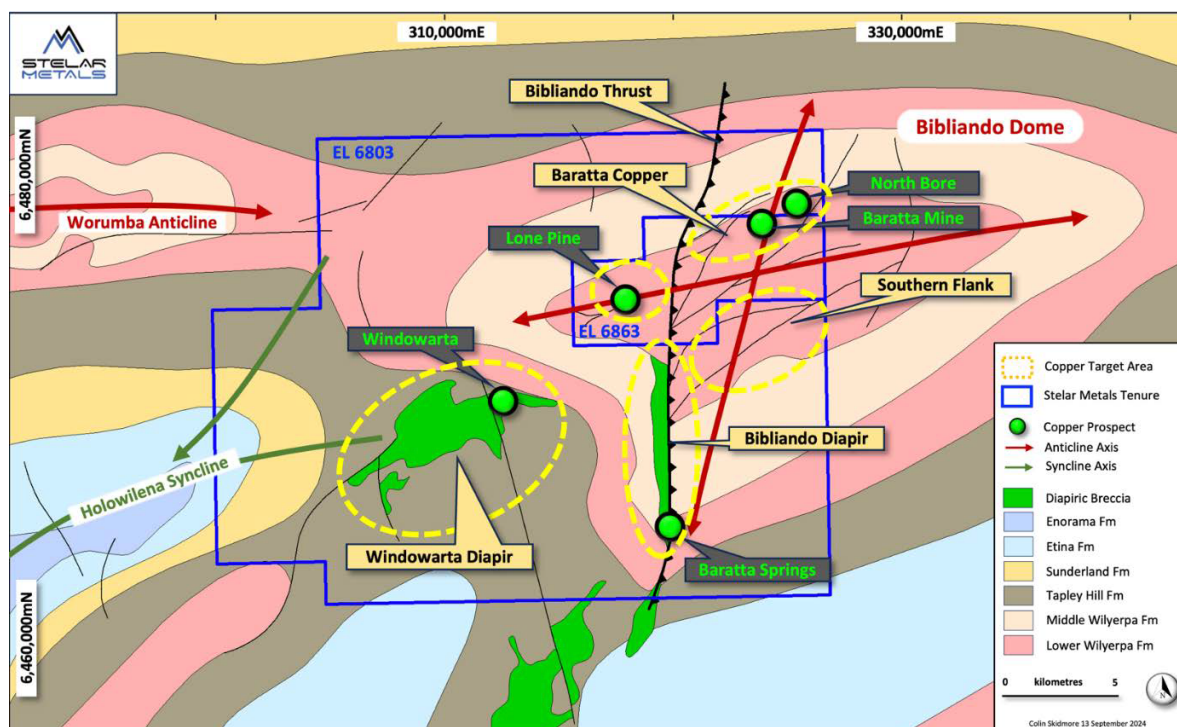 STELAR
METALS
310,000mE
330,000mE
6,480,000mN
6,460,000mN
Bibliando Thrust
Bibliando Dome
EL 6803
Baratta Copper
North Bore
Worumba Anticline
Baratta Mine
Lone Pine
Southern Flank
EL 6863
Windowarta
Bibliando Diapir
Holowilena Syncline
Windowarta Diapir
Baratta Springs
Copper Target Area
Stelar Metals Tenure
Copper Prospect
Anticline Axis
Syncline Axis
Diapiric Breccia
Enorama Fm
Etina Fm
Sunderland Fm
Tapley Hill Fm
Middle Wilyerpa Fm
Lower Wilyerpa Fm
0 kilometres 5
N
Colin Skidmore 13 September 2024